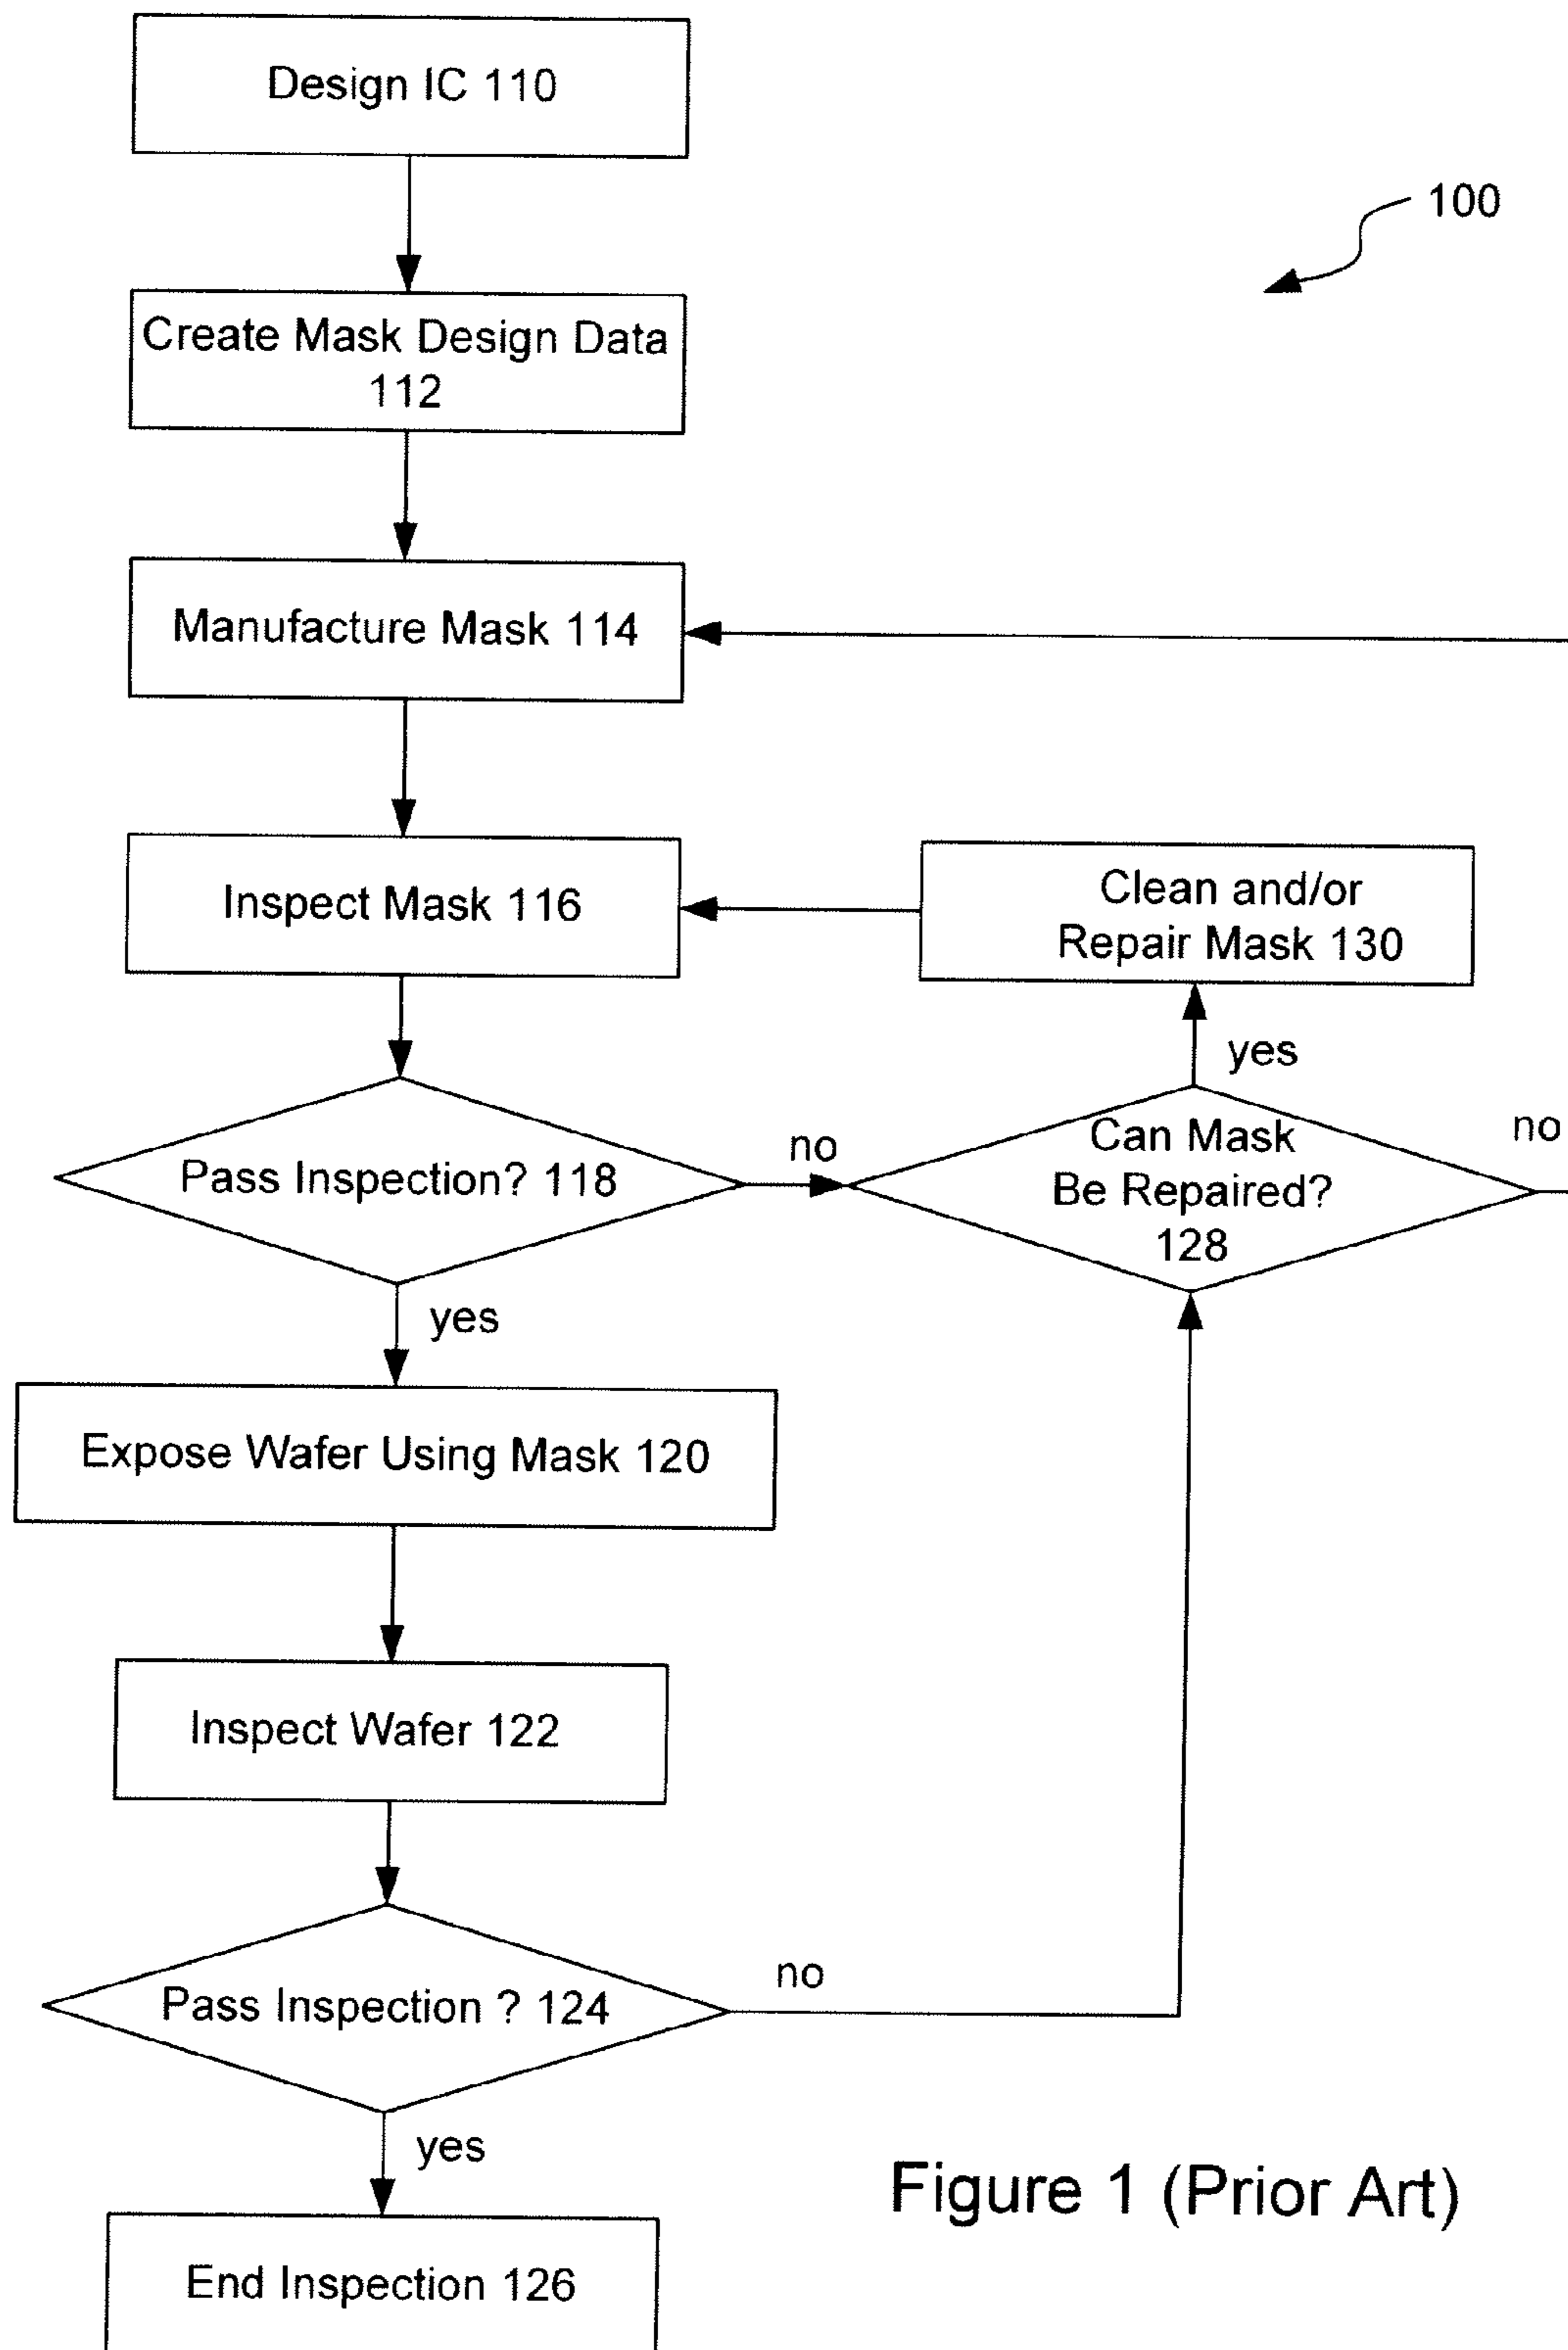 Design IC 110
100
Create Mask Design Data
112
Manufacture Mask 114
Inspect Mask 116
Clean and/or
Repair Mask 130
yes
Pass Inspection? 118
no
Can Mask
Be Repaired?
128
no
yes
Expose Wafer Using Mask 120
Inspect Wafer 122
Pass Inspection ? 124
no
yes
End Inspection 126
Figure 1 (Prior Art)